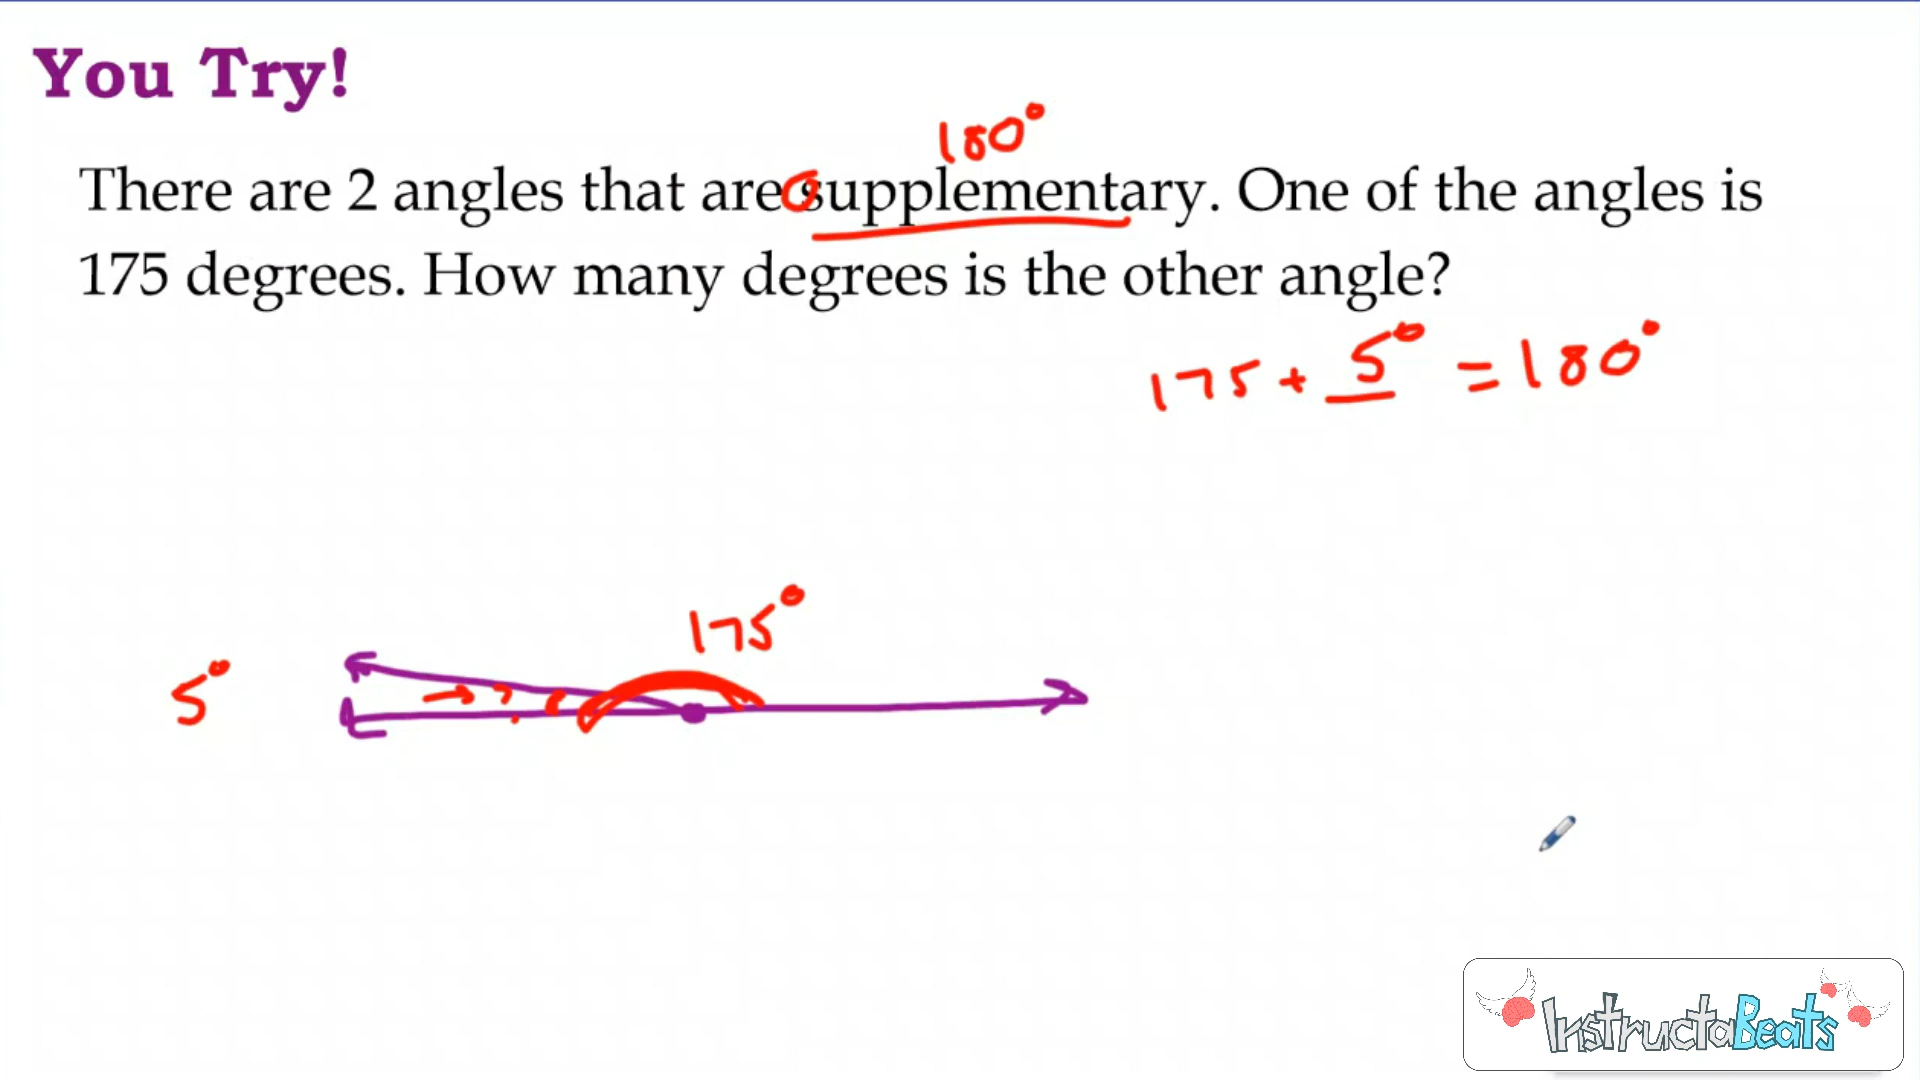 You Try!
180°
There are 2 angles that are supplementary. One of the angles is
175 degrees. How many degrees is the other angle?
175 + 5° = 180°
175°
5°
→ ?
InstructaBeats